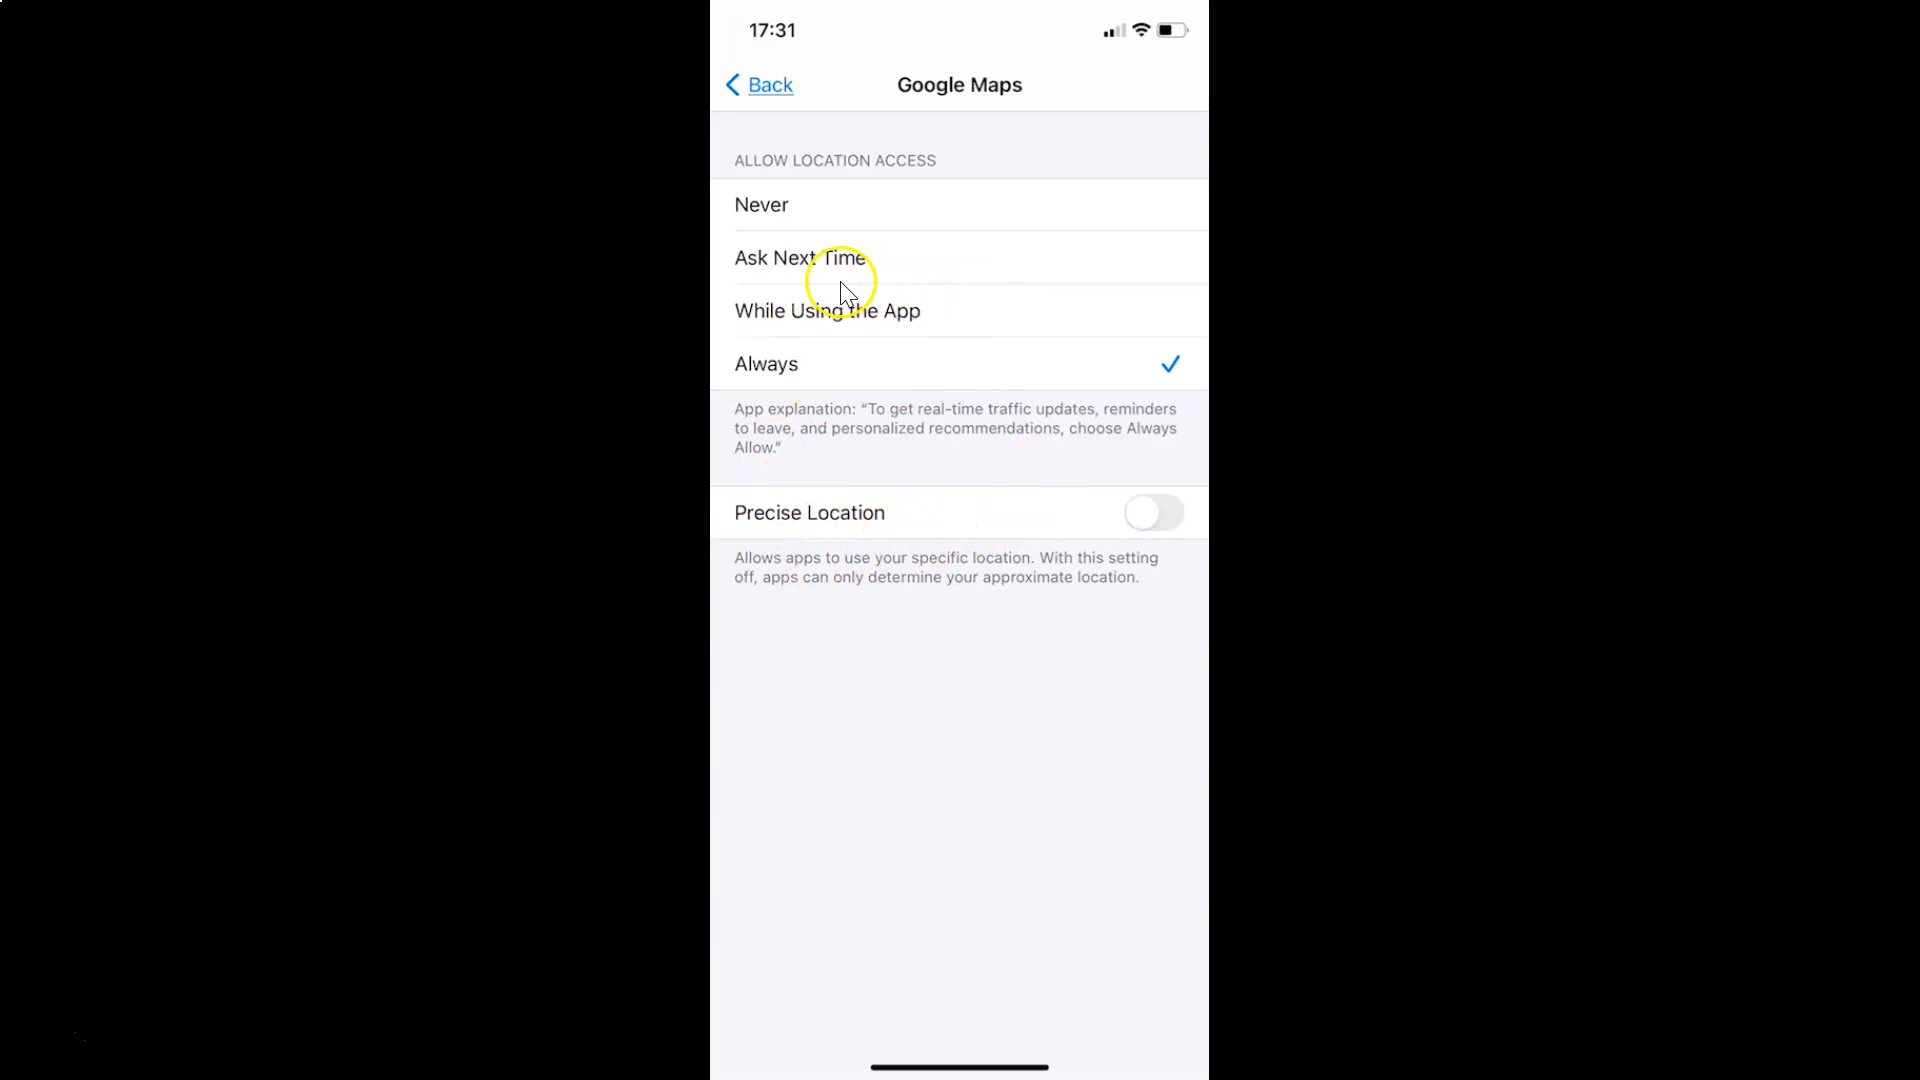 17:31
Back
Google Maps
ALLOW LOCATION ACCESS
Never
Ask Next Time
While Using the App
Always
App explanation: “To get real-time traffic updates, reminders
to leave, and personalized recommendations, choose Always
Allow.”
Precise Location
Allows apps to use your specific location. With this setting
off, apps can only determine your approximate location.